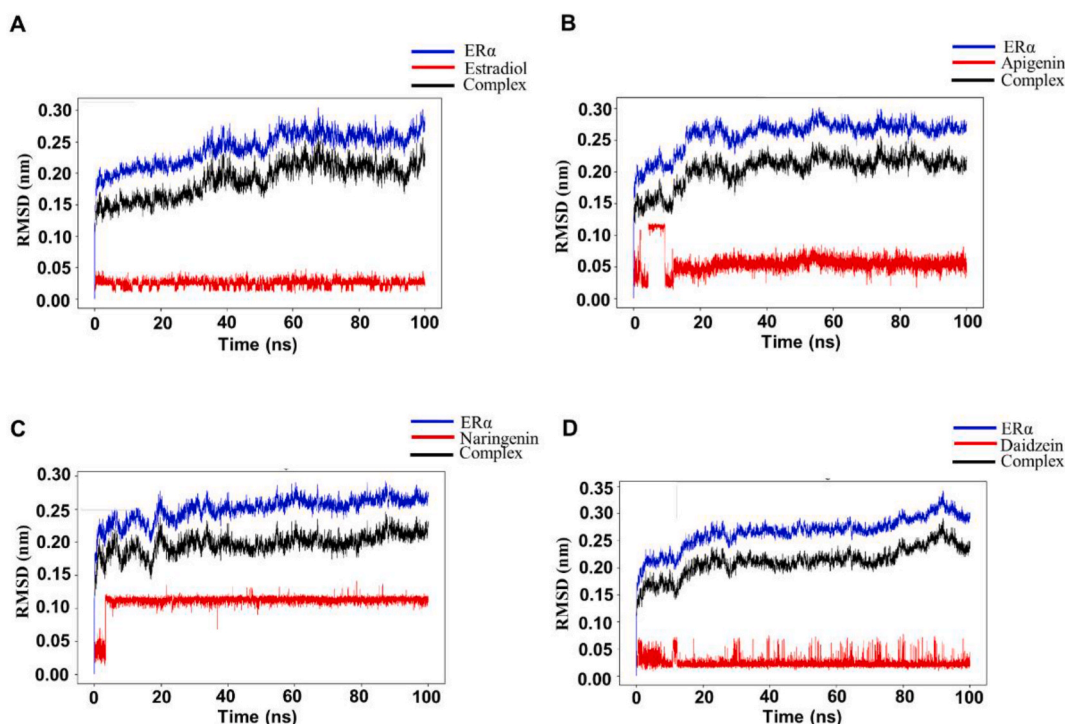 A
ERα
Estradiol
Complex
RMSD (nm)
0.30
0.25
0.20
0.15
0.10
0.05
0.00
0 20 40 60 80 100
Time (ns)
B
ERα
Apigenin
Complex
RMSD (nm)
0.30
0.25
0.20
0.15
0.10
0.05
0.00
0 20 40 60 80 100
Time (ns)
C
ERα
Naringenin
Complex
RMSD (nm)
0.30
0.25
0.20
0.15
0.10
0.05
0.00
0 20 40 60 80 100
Time (ns)
D
ERα
Daidzein
Complex
RMSD (nm)
0.35
0.30
0.25
0.20
0.15
0.10
0.05
0.00
0 20 40 60 80 100
Time (ns)